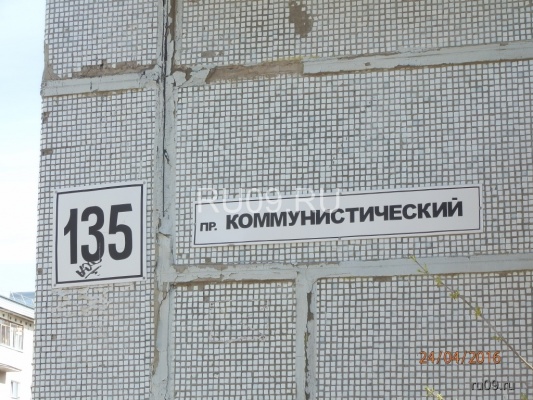 RU09.RU
135
пр. КОММУНИСТИЧЕСКИЙ
24/04/2016
ru09.ru